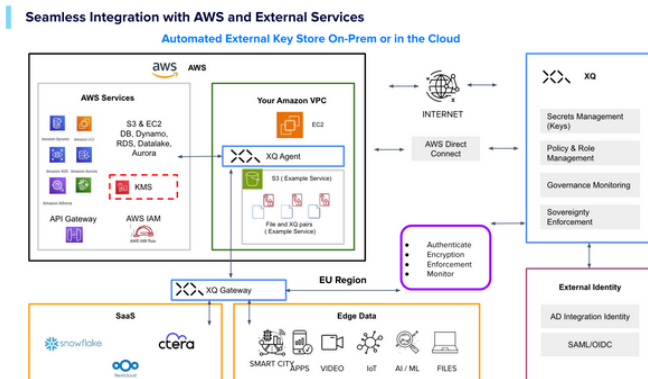 Seamless Integration with AWS and External Services
Automated External Key Store On-Prem or in the Cloud
aws AWS
AWS Services
S3 & EC2
DB, Dynamo,
RDS, Datalake,
Aurora
KMS
API Gateway
AWS IAM
Your Amazon VPC
EC2
XQ Agent
S3 ( Example Service)
File and XQ pairs
( Example Service)
INTERNET
AWS Direct
Connect
XQ
Secrets Management
(Keys)
Policy & Role
Management
Governance Monitoring
Sovereignty
Enforcement
Authenticate
Encryption
Enforcement
Monitor
EU Region
XQ Gateway
External Identity
AD Integration Identity
SAML/OIDC
SaaS
snowflake
ctera
Nextcloud
Edge Data
SMART CITY
APPS
VIDEO
IoT
AI / ML
FILES